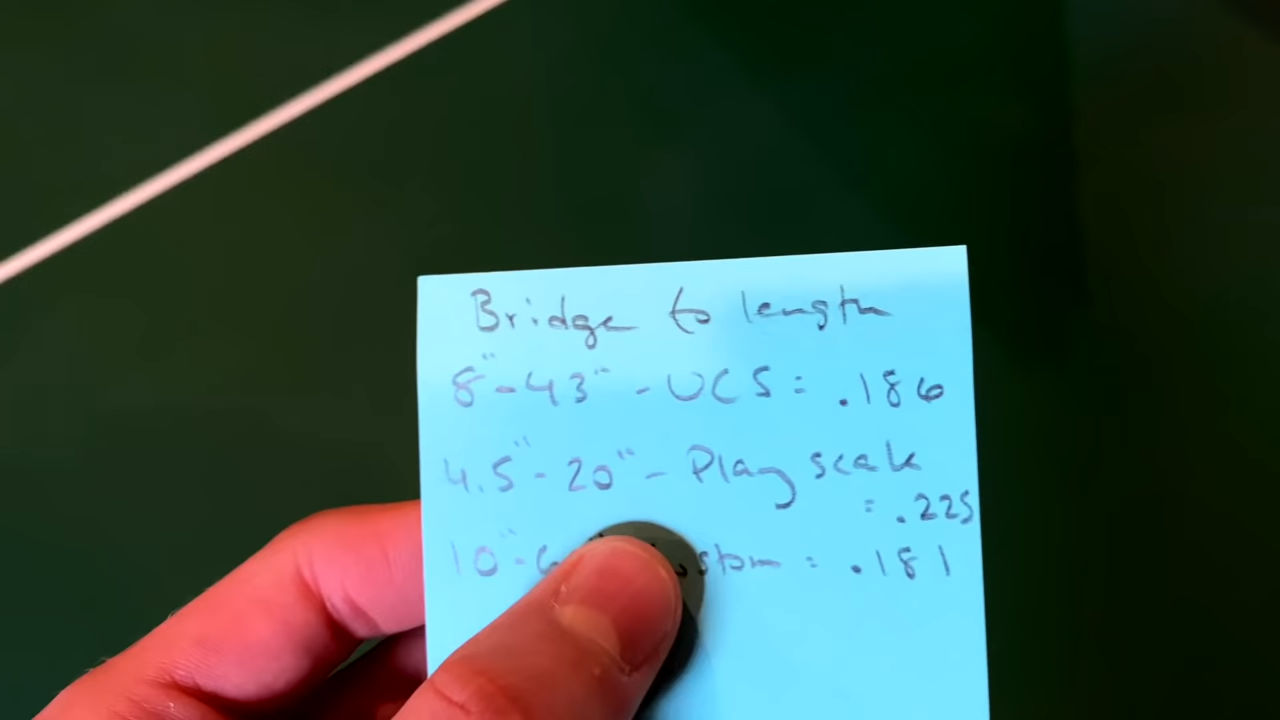 Bridge to length
8"-43" - UCS = .186
4.5"-20" - Play scale
= .225
10"- = .181